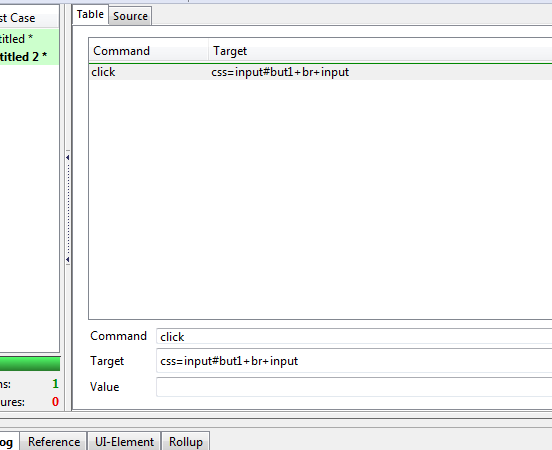 st Case
Table Source
titled *
titled 2 *
Command Target
click css=input#but1+br+input
Command click
Target css=input#but1+br+input
Value
ns: 1
ures: 0
og Reference UI-Element Rollup